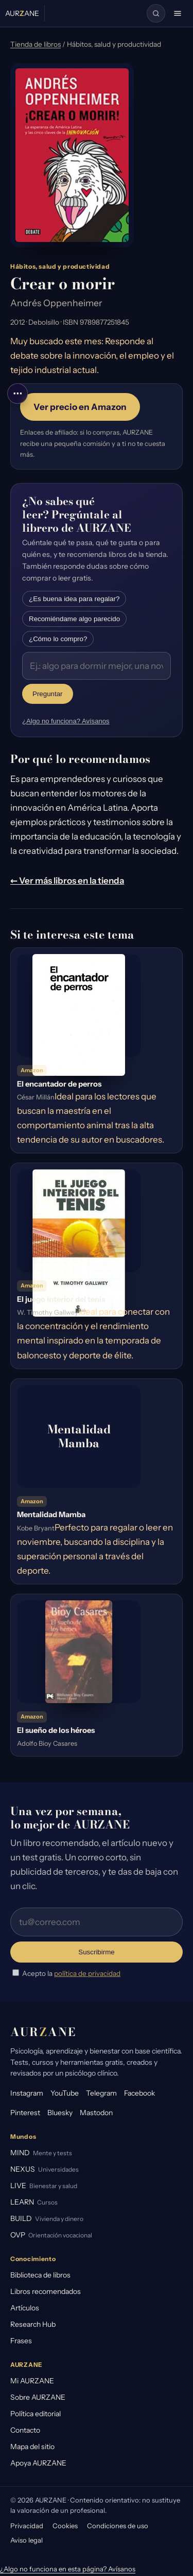 AURZANE
Tienda de libros / Hábitos, salud y productividad
ANDRÉS
OPPENHEIMER
¡CREAR O MORIR!
La esperanza de América Latina
y las cinco claves de la INNOVACIÓN
DEBATE
Hábitos, salud y productividad
Crear o morir
Andrés Oppenheimer
2012 · Debolsillo · ISBN 9789877251845
Muy buscado este mes: Responde al
debate sobre la innovación, el empleo y el
tejido industrial actual.
Ver precio en Amazon
Enlaces de afiliado: si lo compras, AURZANE
recibe una pequeña comisión y a ti no te cuesta
más.
¿No sabes qué
leer? Pregúntale al
librero de AURZANE
Cuéntale qué te pasa, qué te gusta o para
quién es, y te recomienda libros de la tienda.
También responde dudas sobre cómo
comprar o leer gratis.
¿Es buena idea para regalar?
Recomiéndame algo parecido
¿Cómo lo compro?
Ej.: algo para dormir mejor, una nov
Preguntar
¿Algo no funciona? Avísanos
Por qué lo recomendamos
Es para emprendedores y curiosos que
buscan entender los motores de la
innovación en América Latina. Aporta
ejemplos prácticos y testimonios sobre la
importancia de la educación, la tecnología y
la creatividad para transformar la sociedad.
← Ver más libros en la tienda
Si te interesa este tema
El
encantador
de perros
Amazon
El encantador de perros
César Millán Ideal para los lectores que
buscan la maestría en el
comportamiento animal tras la alta
tendencia de su autor en buscadores.
EL JUEGO
INTERIOR DEL
TENIS
W. TIMOTHY GALLWEY
Amazon
El juego interior del tenis
W. Timothy Gallwey Ideal para conectar con
la concentración y el rendimiento
mental inspirado en la temporada de
baloncesto y deporte de élite.
Mentalidad
Mamba
Amazon
Mentalidad Mamba
Kobe Bryant Perfecto para regalar o leer en
noviembre, buscando la disciplina y la
superación personal a través del
deporte.
Bioy Casares
Amazon
El sueño de los héroes
Adolfo Bioy Casares
Una vez por semana,
lo mejor de AURZANE
Un libro recomendado, el artículo nuevo y
un test gratis. Un correo corto, sin
publicidad de terceros, y te das de baja con
un clic.
tu@correo.com
Suscribirme
Acepto la política de privacidad
AURZANE
Psicología, aprendizaje y bienestar con base científica.
Tests, cursos y herramientas gratis, creados y
revisados por un psicólogo clínico.
Instagram YouTube Telegram Facebook
Pinterest Bluesky Mastodon
Mundos
MIND Mente y tests
NEXUS Universidades
LIVE Bienestar y salud
LEARN Cursos
BUILD Vivienda y dinero
OVP Orientación vocacional
Conocimiento
Biblioteca de libros
Libros recomendados
Artículos
Research Hub
Frases
AURZANE
Mi AURZANE
Sobre AURZANE
Política editorial
Contacto
Mapa del sitio
Apoya AURZANE
© 2026 AURZANE · Contenido orientativo: no sustituye
la valoración de un profesional.
Privacidad Cookies Condiciones de uso
Aviso legal
¿Algo no funciona en esta página? Avísanos